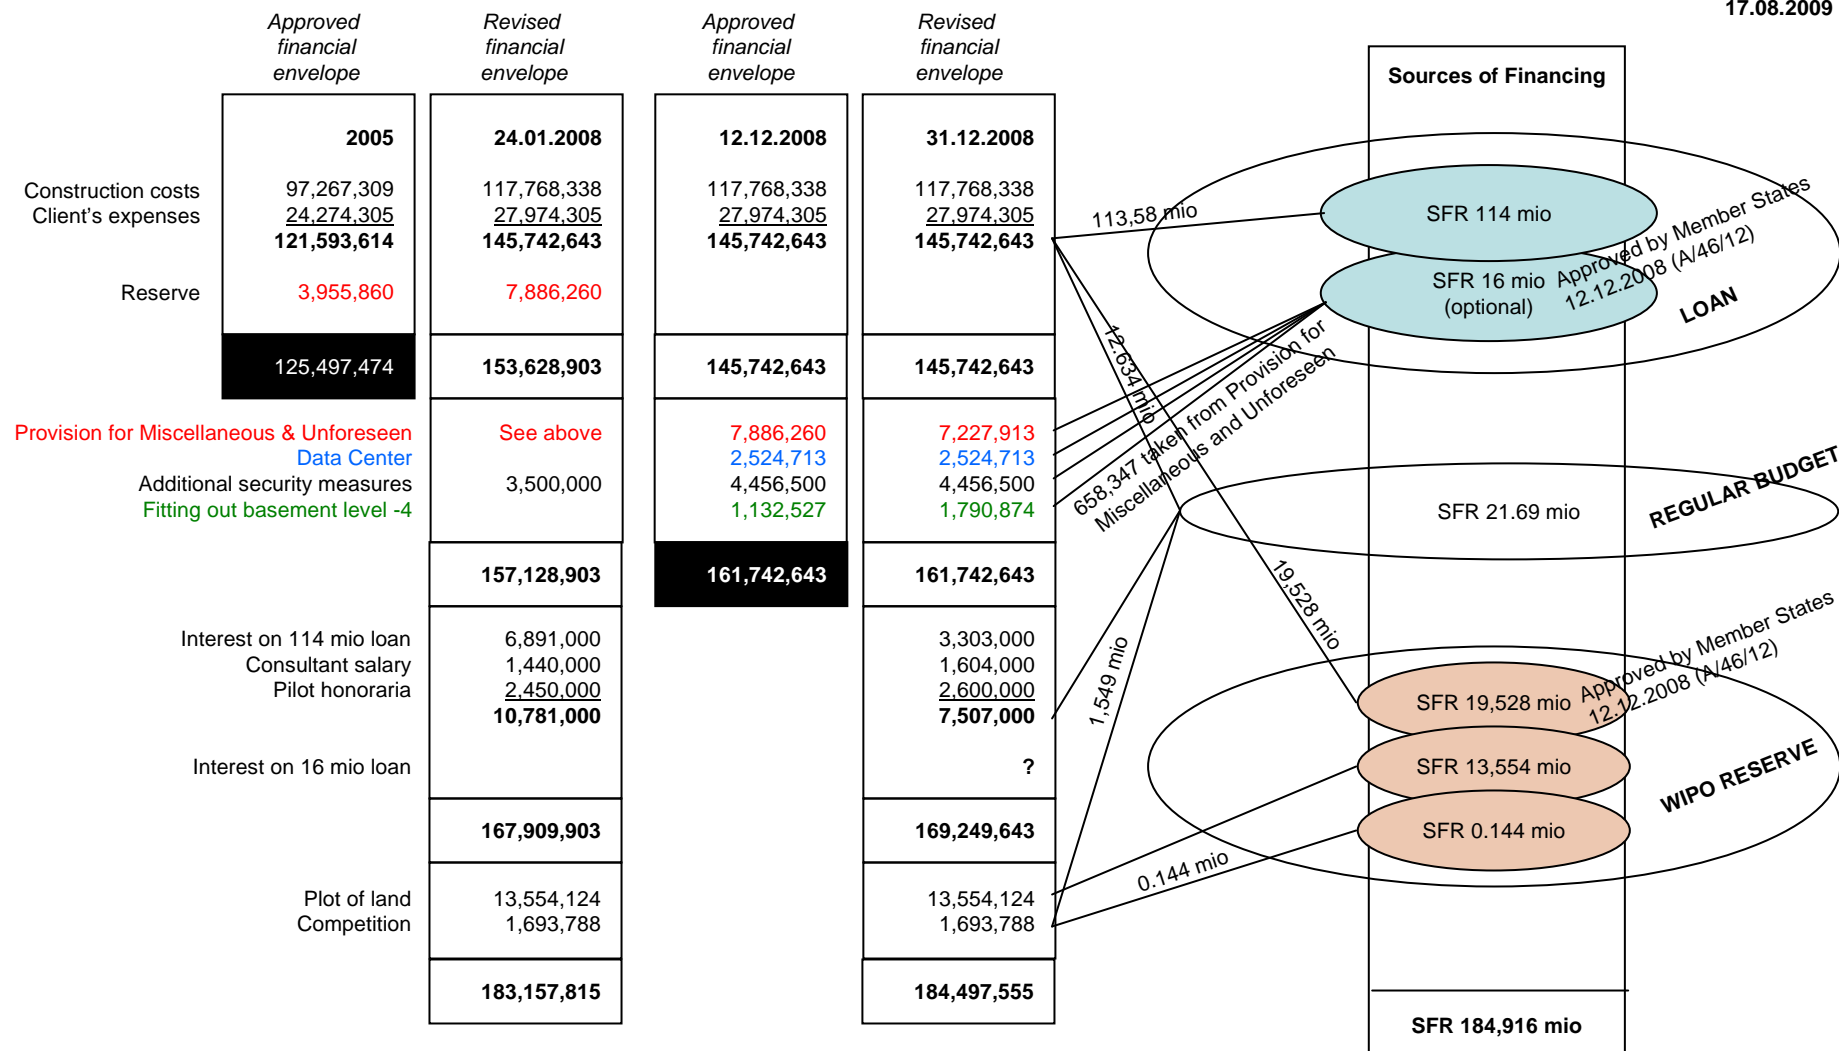 17.08.2009
Approved financial envelope
Revised financial envelope
Approved financial envelope
Revised financial envelope
Sources of Financing
2005 24.01.2008 12.12.2008 31.12.2008
Construction costs 97,267,309 117,768,338 117,768,338 117,768,338
Client's expenses 24,274,305 27,974,305 27,974,305 27,974,305
121,593,614 145,742,643 145,742,643 145,742,643
Reserve 3,955,860 7,886,260
125,497,474 153,628,903 145,742,643 145,742,643
Provision for Miscellaneous & Unforeseen See above 7,886,260 7,227,913
Data Center 2,524,713 2,524,713
Additional security measures 3,500,000 4,456,500 4,456,500
Fitting out basement level -4 1,132,527 1,790,874
157,128,903 161,742,643 161,742,643
Interest on 114 mio loan 6,891,000 3,303,000
Consultant salary 1,440,000 1,604,000
Pilot honoraria 2,450,000 2,600,000
10,781,000 7,507,000
Interest on 16 mio loan ?
167,909,903 169,249,643
Plot of land 13,554,124 13,554,124
Competition 1,693,788 1,693,788
183,157,815 184,497,555
113,58 mio
12.634 mio
658,347 taken from Provision for
Miscellaneous and Unforeseen
19,528 mio
1,549 mio
0.144 mio
SFR 114 mio
SFR 16 mio
(optional)
Approved by Member States
12.12.2008 (A/46/12)
LOAN
SFR 21.69 mio
REGULAR BUDGET
SFR 19,528 mio
Approved by Member States
12.12.2008 (A/46/12)
SFR 13,554 mio
WIPO RESERVE
SFR 0.144 mio
SFR 184,916 mio